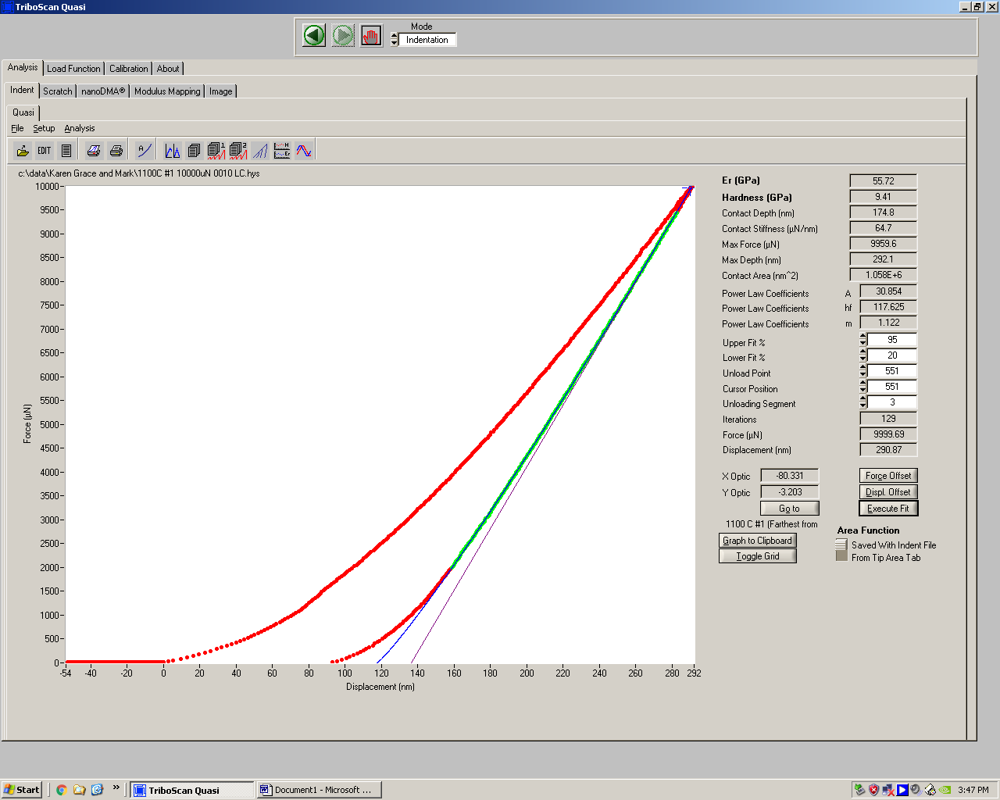 TriboScan Quasi
Mode
Indentation
Analysis Load Function Calibration About
Indent Scratch nanoDMA® Modulus Mapping Image
Quasi
File Setup Analysis
EDIT
c:\data\Karen Grace and Mark\1100C #1 10000uN 0010 LC.hys
10000
9500
9000
8500
8000
7500
7000
6500
6000
5500
5000
4500
4000
3500
3000
2500
2000
1500
1000
500
0
Force (µN)
-54 -40 -20 0 20 40 60 80 100 120 140 160 180 200 220 240 260 280 292
Displacement (nm)
Er (GPa) 55.72
Hardness (GPa) 9.41
Contact Depth (nm) 174.8
Contact Stiffness (µN/nm) 64.7
Max Force (µN) 9959.6
Max Depth (nm) 292.1
Contact Area (nm^2) 1.058E+6
Power Law Coefficients A 30.854
Power Law Coefficients hf 117.625
Power Law Coefficients m 1.122
Upper Fit % 95
Lower Fit % 20
Unload Point 551
Cursor Position 551
Unloading Segment 3
Iterations 129
Force (µN) 9999.69
Displacement (nm) 290.87
X Optic -80.331 Force Offset
Y Optic -3.203 Displ. Offset
Go to Execute Fit
1100 C #1 (Farthest from
Graph to Clipboard
Toggle Grid
Area Function
Saved With Indent File
From Tip Area Tab
Start TriboScan Quasi Document1 - Microsoft ... 3:47 PM